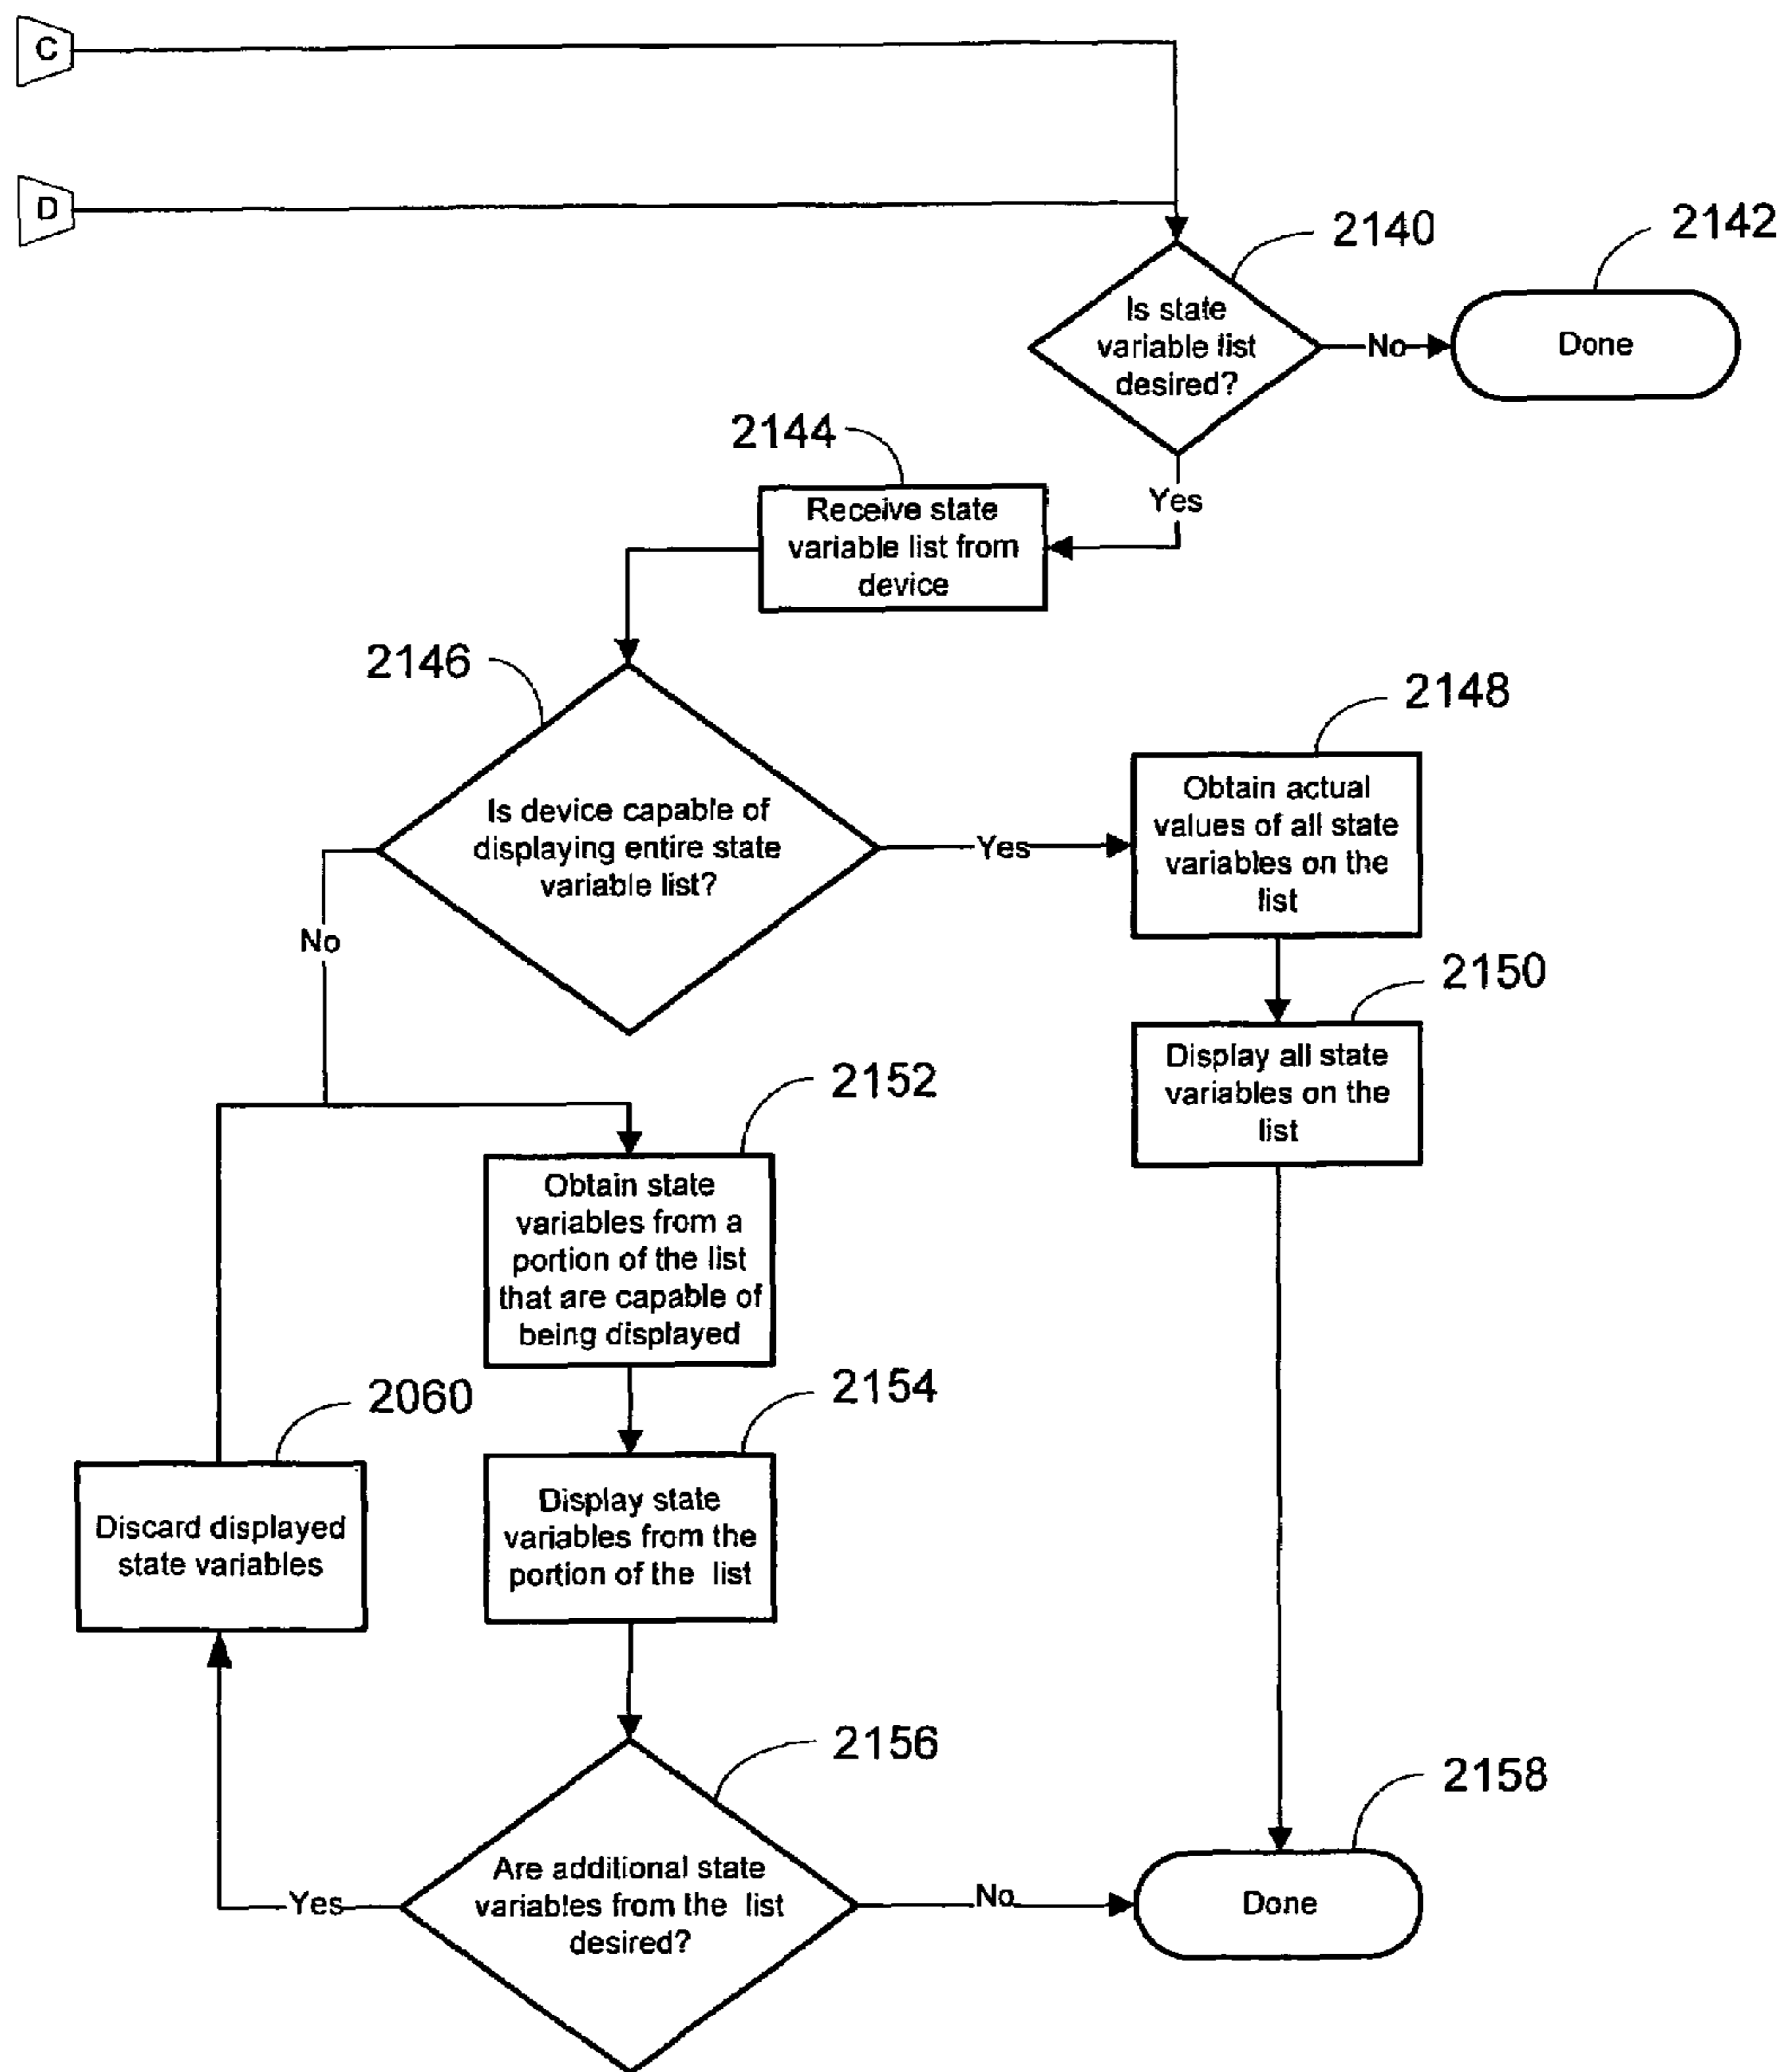 C
D
2140
2142
Is state
variable list
desired?
No
Done
2144
Yes
Receive state
variable list from
device
2146
2148
Is device capable of
displaying entire state
variable list?
Yes
Obtain actual
values of all state
variables on the
list
No
2150
Display all state
variables on the
list
2152
Obtain state
variables from a
portion of the list
that are capable of
being displayed
2060
2154
Discard displayed
state variables
Display state
variables from the
portion of the list
2156
2158
Are additional state
variables from the list
desired?
Yes
No
Done